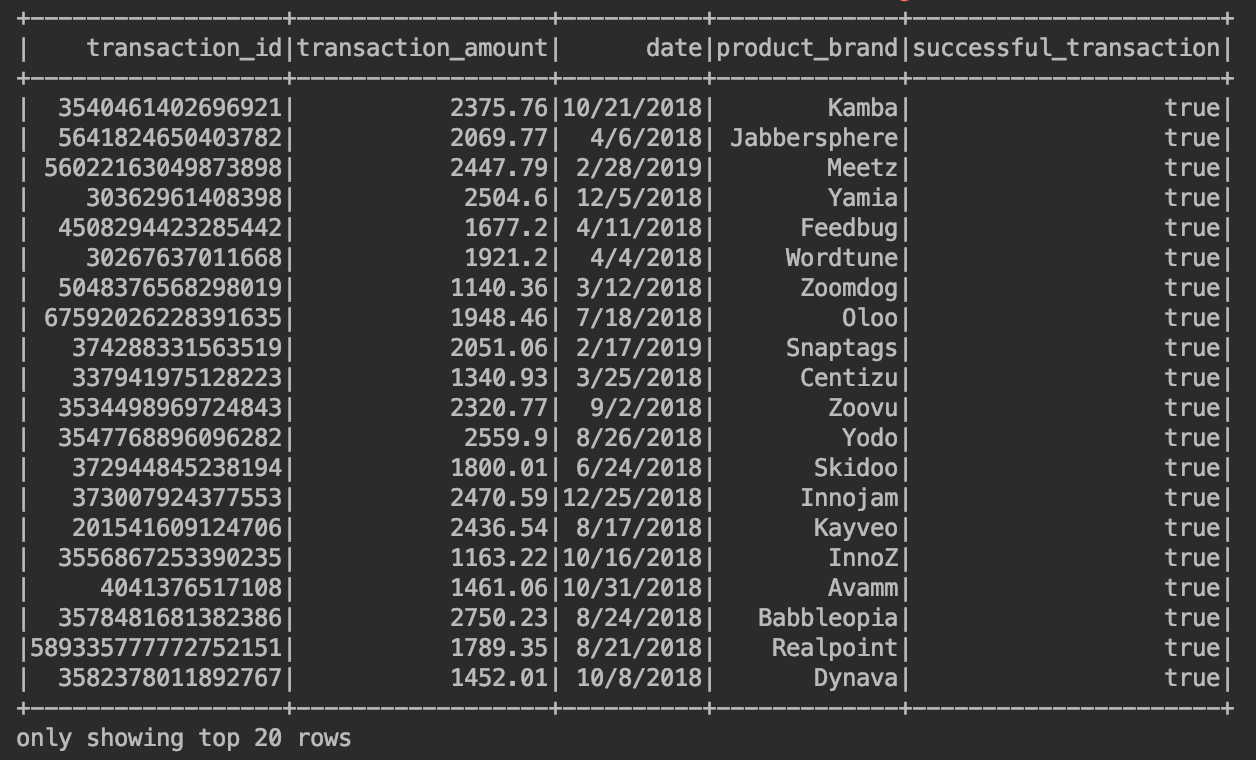 +------------------+------------------+----------+-------------+----------------------+
|    transaction_id|transaction_amount|      date|product_brand|successful_transaction|
+------------------+------------------+----------+-------------+----------------------+
|  3540461402696921|           2375.76|10/21/2018|        Kamba|                  true|
|  5641824650403782|           2069.77|  4/6/2018| Jabbersphere|                  true|
| 56022163049873898|           2447.79| 2/28/2019|        Meetz|                  true|
|    30362961408398|            2504.6| 12/5/2018|        Yamia|                  true|
|  4508294423285442|            1677.2| 4/11/2018|      Feedbug|                  true|
|    30267637011668|            1921.2|  4/4/2018|     Wordtune|                  true|
|  5048376568298019|           1140.36| 3/12/2018|      Zoomdog|                  true|
| 67592026228391635|           1948.46| 7/18/2018|         Oloo|                  true|
|   374288331563519|           2051.06| 2/17/2019|     Snaptags|                  true|
|   337941975128223|           1340.93| 3/25/2018|      Centizu|                  true|
|  3534498969724843|           2320.77|  9/2/2018|        Zoovu|                  true|
|  3547768896096282|            2559.9| 8/26/2018|         Yodo|                  true|
|   372944845238194|           1800.01| 6/24/2018|       Skidoo|                  true|
|   373007924377553|           2470.59|12/25/2018|      Innojam|                  true|
|   201541609124706|           2436.54| 8/17/2018|       Kayveo|                  true|
|  3556867253390235|           1163.22|10/16/2018|        InnoZ|                  true|
|     4041376517108|           1461.06|10/31/2018|        Avamm|                  true|
|  3578481681382386|           2750.23| 8/24/2018|   Babbleopia|                  true|
|589335777772752151|           1789.35| 8/21/2018|    Realpoint|                  true|
|  3582378011892767|           1452.01| 10/8/2018|       Dynava|                  true|
+------------------+------------------+----------+-------------+----------------------+
only showing top 20 rows